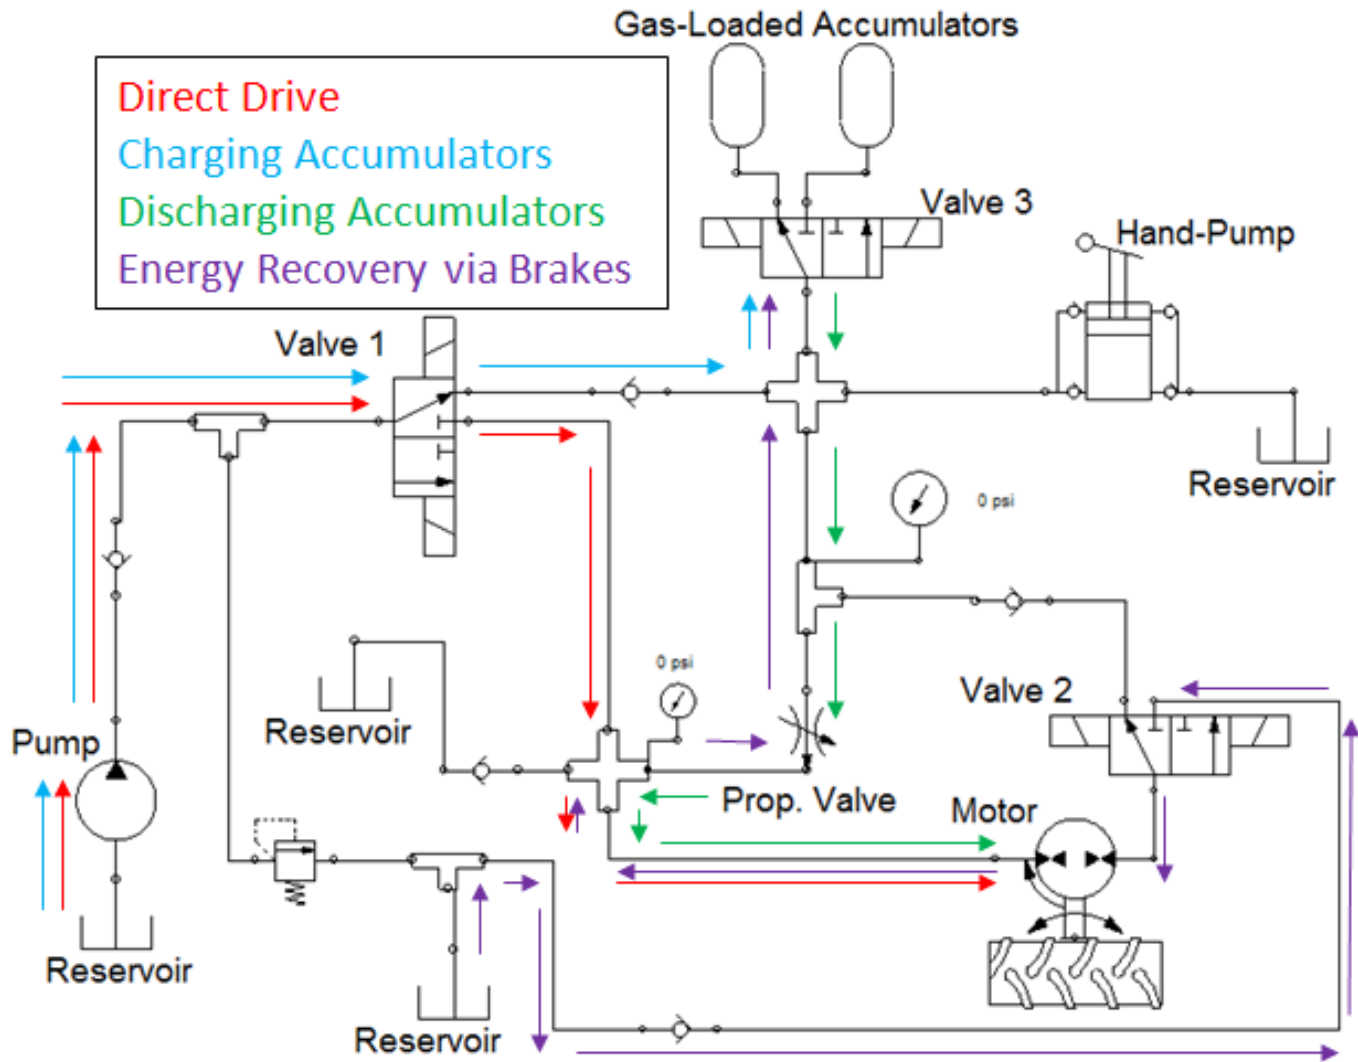 Gas-Loaded Accumulators
Direct Drive
Charging Accumulators
Discharging Accumulators
Energy Recovery via Brakes
Valve 3
Hand-Pump
Valve 1
Reservoir
0 psi
0 psi
Valve 2
Reservoir
Pump
Prop. Valve
Motor
Reservoir
Reservoir